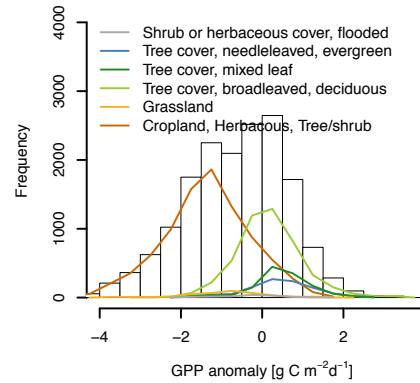 4000
3000
2000
1000
0
Frequency
Shrub or herbaceous cover, flooded
Tree cover, needleleaved, evergreen
Tree cover, mixed leaf
Tree cover, broadleaved, deciduous
Grassland
Cropland, Herbacous, Tree/shrub
−4 −2 0 2
GPP anomaly [g C m⁻²d⁻¹]